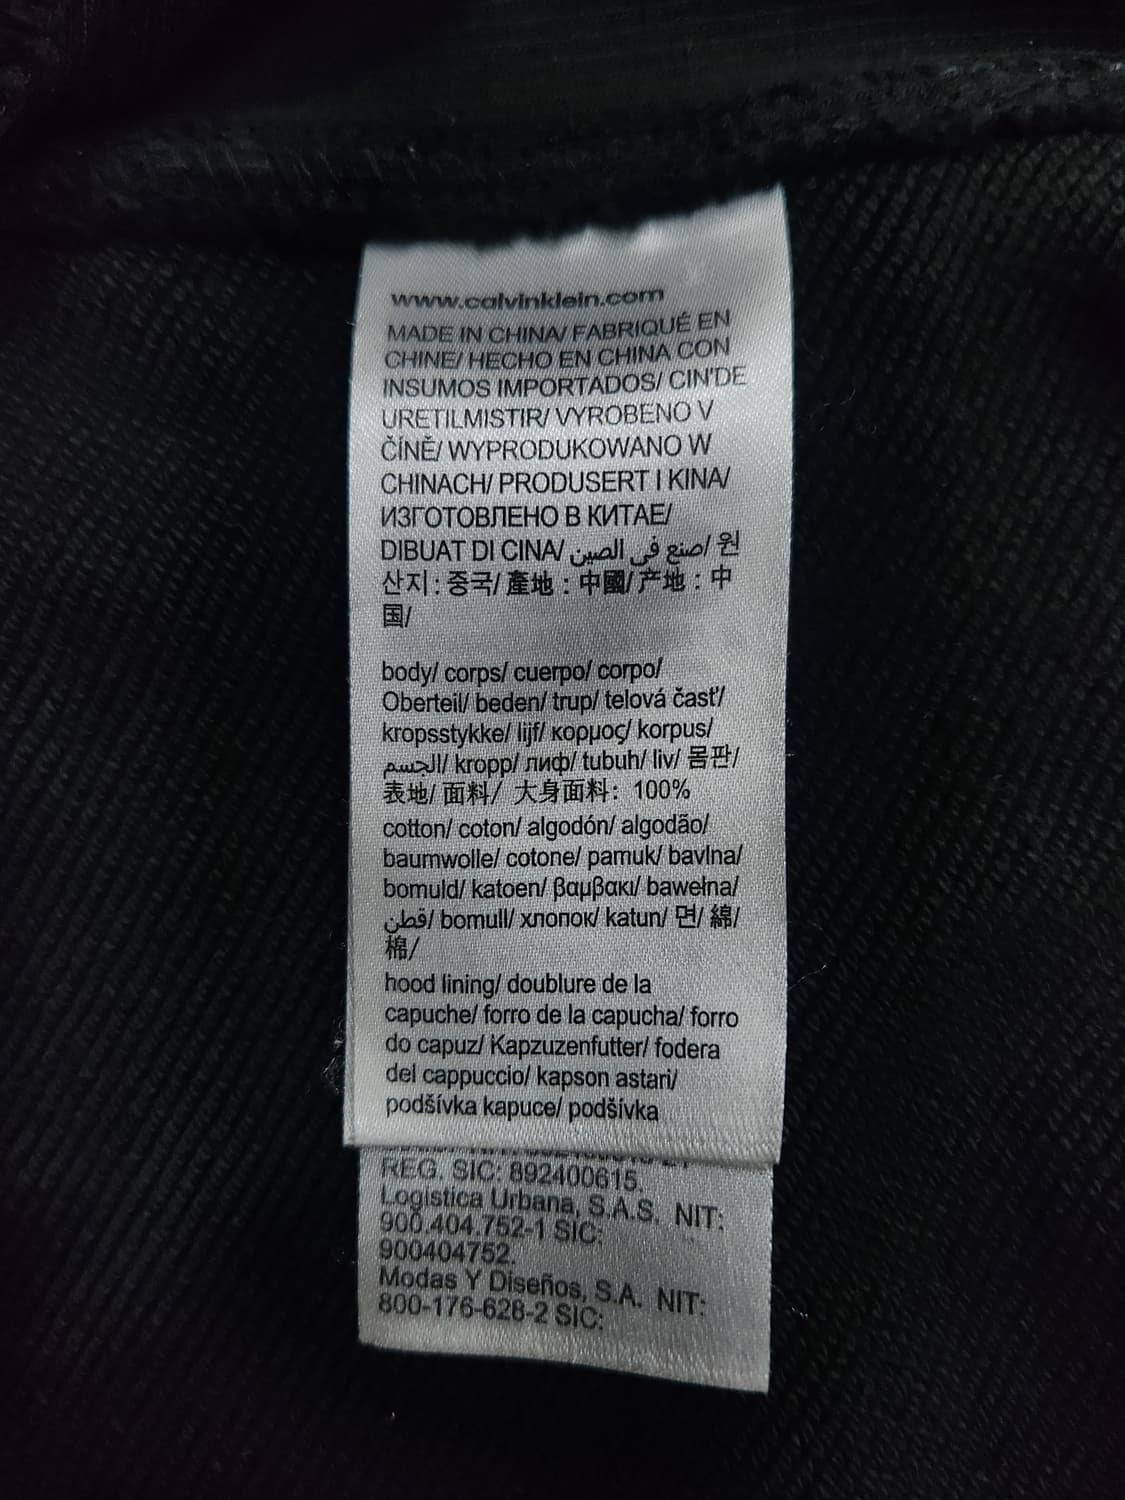 www.calvinklein.com
MADE IN CHINA/ FABRIQUÉ EN
CHINE/ HECHO EN CHINA CON
INSUMOS IMPORTADOS/ CIN'DE
URETILMISTIR/ VYROBENO V
ČÍNĚ/ WYPRODUKOWANO W
CHINACH/ PRODUSERT I KINA/
ИЗГОТОВЛЕНО В КИТАЕ/
DIBUAT DI CINA/ صنع في الصين/ 원
산지 : 중국/ 產地 : 中國/ 产地 : 中
国/
body/ corps/ cuerpo/ corpo/
Oberteil/ beden/ trup/ telová časť/
kropsstykke/ lijf/ κορμος/ korpus/
الجسم/ kropp/ лиф/ tubuh/ liv/ 몸판/
表地/ 面料/ 大身面料: 100%
cotton/ coton/ algodón/ algodão/
baumwolle/ cotone/ pamuk/ bavlna/
bomuld/ katoen/ βαμβακι/ bawełna/
قطن/ bomull/ хлопок/ katun/ 면/ 綿/
棉/
hood lining/ doublure de la
capuche/ forro de la capucha/ forro
do capuz/ Kapzuzenfutter/ fodera
del cappuccio/ kapson astari/
podšívka kapuce/ podšívka
REG. SIC: 892400615.
Logistica Urbana, S.A.S. NIT:
900.404.752-1 SIC:
900404752.
Modas Y Diseños, S.A. NIT:
800-176-628-2 SIC: